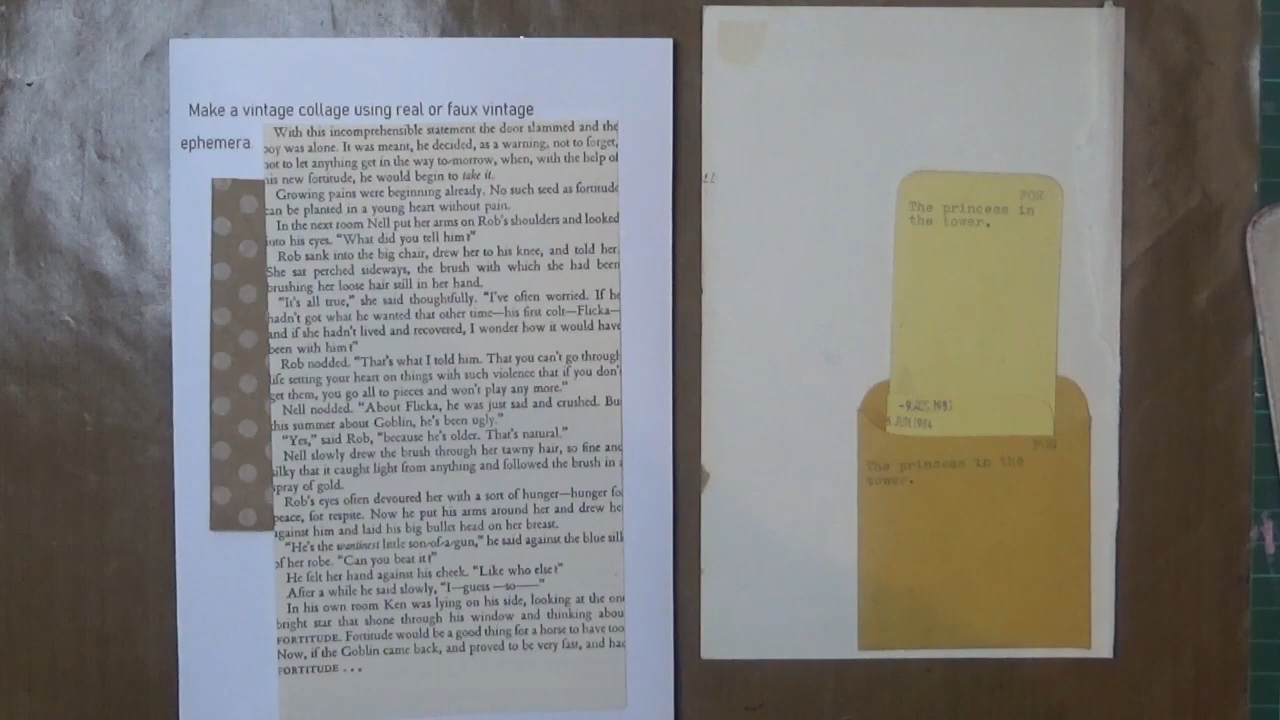 Make a vintage collage using real or faux vintage
ephemera
With this incomprehensible statement the door slammed and the
boy was alone. It was meant, he decided, as a warning, not to forget,
not to let anything get in the way to-morrow, when, with the help of
his new fortitude, he would begin to take it.
Growing pains were beginning already. No such seed as fortitude
can be planted in a young heart without pain.
In the next room Nell put her arms on Rob's shoulders and looked
into his eyes. "What did you tell him?"
Rob sank into the big chair, drew her to his knee, and told her.
She sat perched sideways, the brush with which she had been
brushing her loose hair still in her hand.
"It's all true," she said thoughtfully. "I've often worried. If he
hadn't got what he wanted that other time—his first colt—Flicka—
and if she hadn't lived and recovered, I wonder how it would have
been with him?"
Rob nodded. "That's what I told him. That you can't go through
life setting your heart on things with such violence that if you don't
get them, you go all to pieces and won't play any more."
Nell nodded. "About Flicka, he was just sad and crushed. Bu
this summer about Goblin, he's been ugly."
"Yes," said Rob, "because he's older. That's natural."
Nell slowly drew the brush through her tawny hair, so fine and
silky that it caught light from anything and followed the brush in a
spray of gold.
Rob's eyes often devoured her with a sort of hunger—hunger fo
peace, for respite. Now he put his arms around her and drew he
against him and laid his big bullet head on her breast.
"He's the wantinest little son-of-a-gun," he said against the blue silk
of her robe. "Can you beat it?"
He felt her hand against his cheek. "Like who else?"
After a while he said slowly, "I—guess —so——"
In his own room Ken was lying on his side, looking at the one
bright star that shone through his window and thinking abou
FORTITUDE. Fortitude would be a good thing for a horse to have too
Now, if the Goblin came back, and proved to be very fast, and had
FORTITUDE . . .
FOR
The princess in
the tower.
FOR
The princess in the
tower.